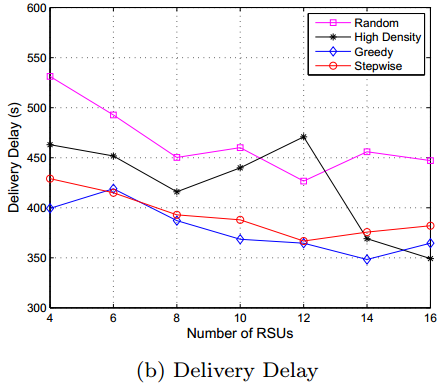 600
550
500
450
400
350
300
Delivery Delay (s)
Random
High Density
Greedy
Stepwise
4 6 8 10 12 14 16
Number of RSUs
(b) Delivery Delay